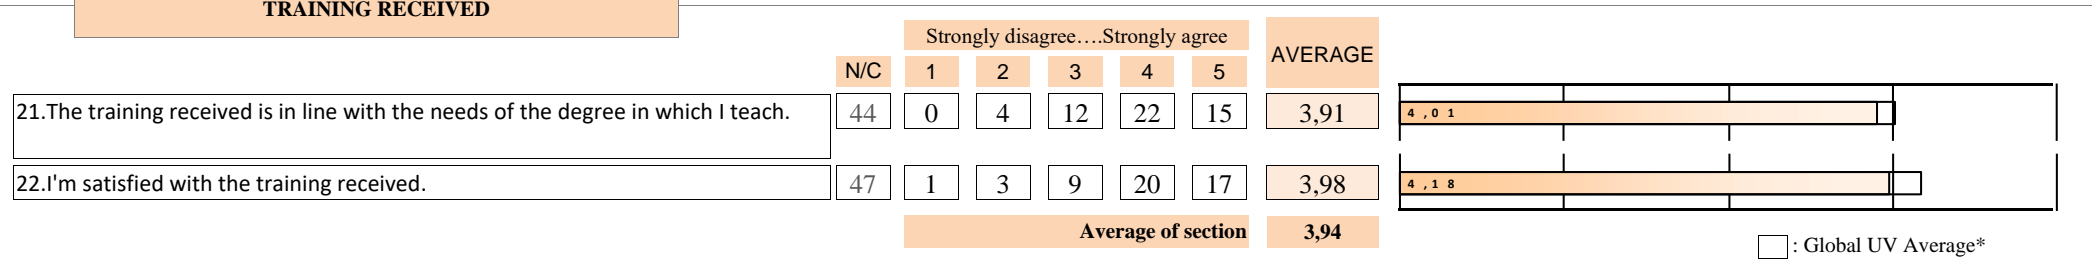 TRAINING RECEIVED
Strongly disagree….Strongly agree
AVERAGE
N/C 1 2 3 4 5
21.The training received is in line with the needs of the degree in which I teach. 44 0 4 12 22 15 3,91 4,01
22.I'm satisfied with the training received. 47 1 3 9 20 17 3,98 4,18
Average of section 3,94
: Global UV Average*